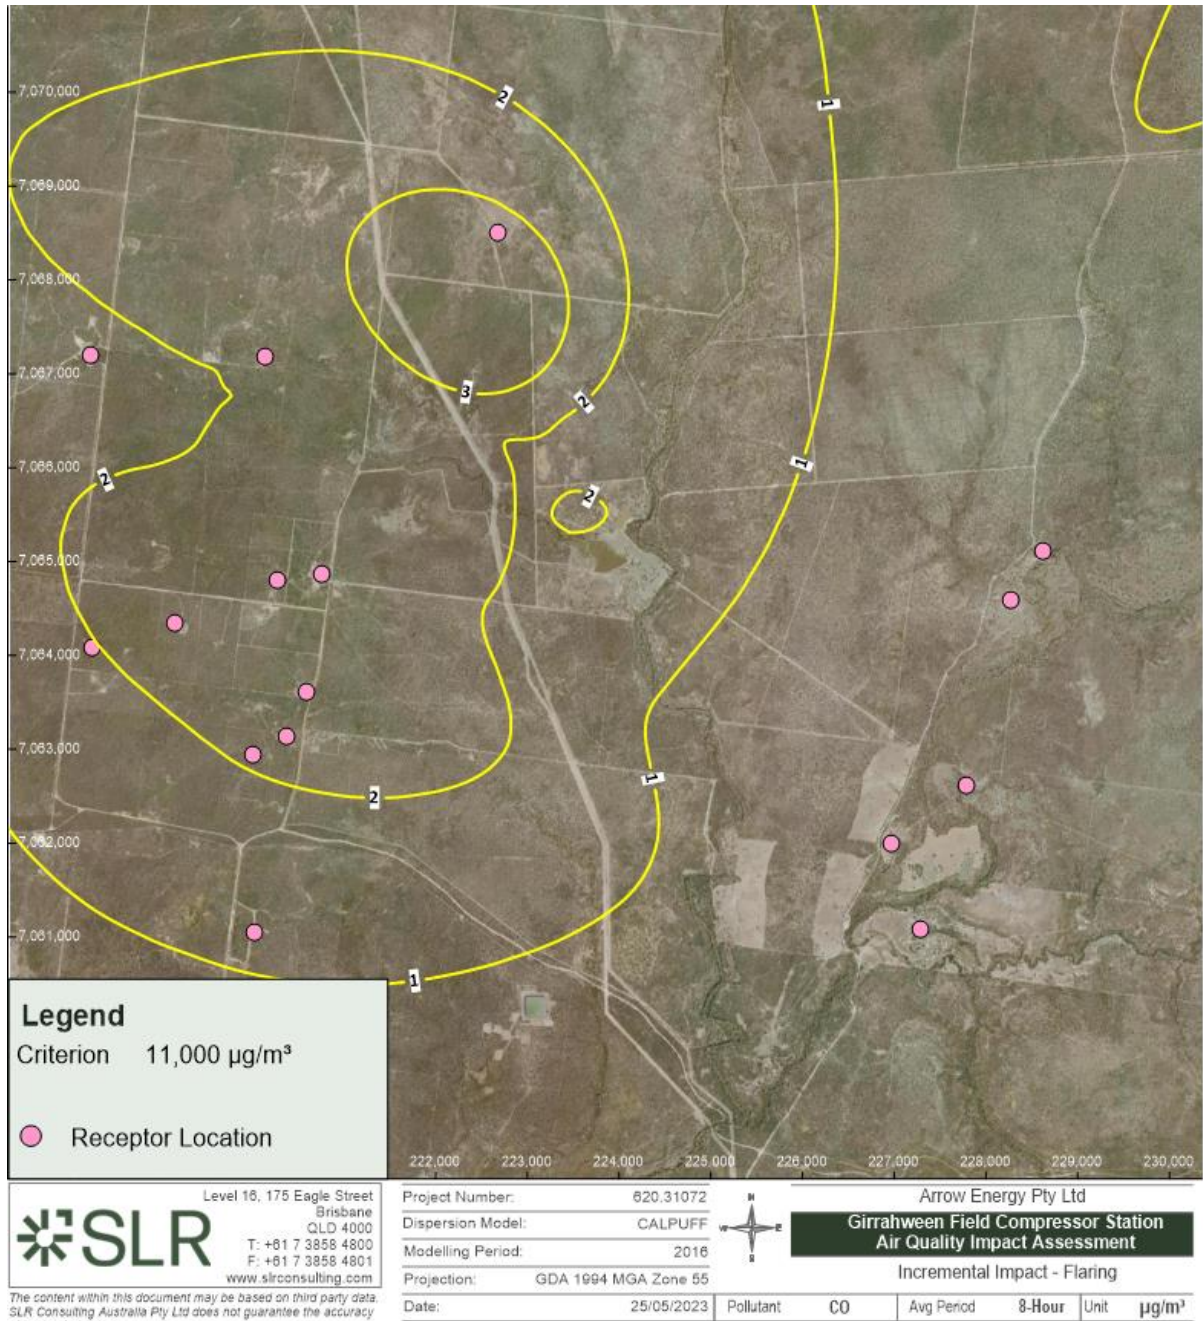 7,070,000
7,069,000
7,068,000
7,067,000
7,066,000
7,065,000
7,064,000
7,063,000
7,062,000
7,061,000
2
1
3
2
2
1
2
2
1
1
222,000 223,000 224,000 225,000 226,000 227,000 228,000 229,000 230,000
Legend
Criterion 11,000 µg/m³
Receptor Location
SLR
Level 16, 175 Eagle Street
Brisbane
QLD 4000
T: +61 7 3858 4800
F: +61 7 3858 4801
www.slrconsulting.com
The content within this document may be based on third party data.
SLR Consulting Australia Pty Ltd does not guarantee the accuracy
Project Number: 620.31072
Dispersion Model: CALPUFF
Modelling Period: 2016
Projection: GDA 1994 MGA Zone 55
Date: 25/05/2023
N
W E
S
Arrow Energy Pty Ltd
Girrahween Field Compressor Station
Air Quality Impact Assessment
Incremental Impact - Flaring
Pollutant CO Avg Period 8-Hour Unit µg/m³